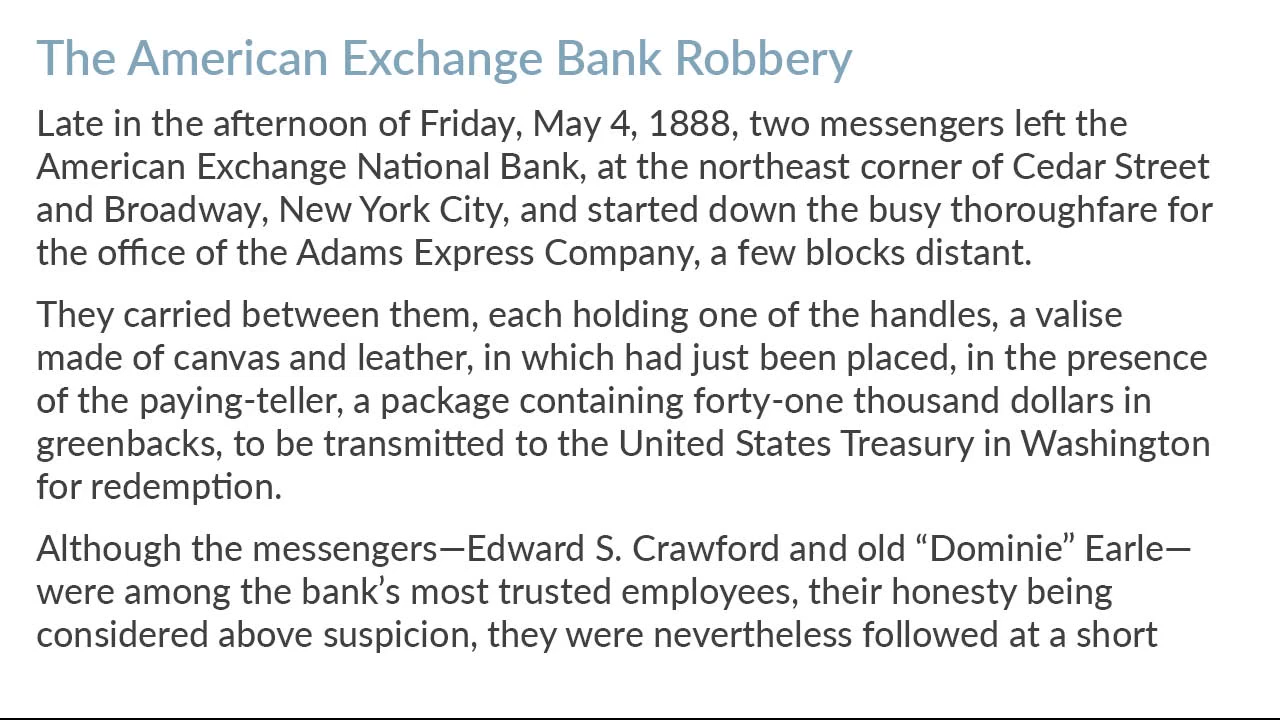 The American Exchange Bank Robbery
Late in the afternoon of Friday, May 4, 1888, two messengers left the
American Exchange National Bank, at the northeast corner of Cedar Street
and Broadway, New York City, and started down the busy thoroughfare for
the office of the Adams Express Company, a few blocks distant.
They carried between them, each holding one of the handles, a valise
made of canvas and leather, in which had just been placed, in the presence
of the paying-teller, a package containing forty-one thousand dollars in
greenbacks, to be transmitted to the United States Treasury in Washington
for redemption.
Although the messengers—Edward S. Crawford and old “Dominie” Earle—
were among the bank’s most trusted employees, their honesty being
considered above suspicion, they were nevertheless followed at a short